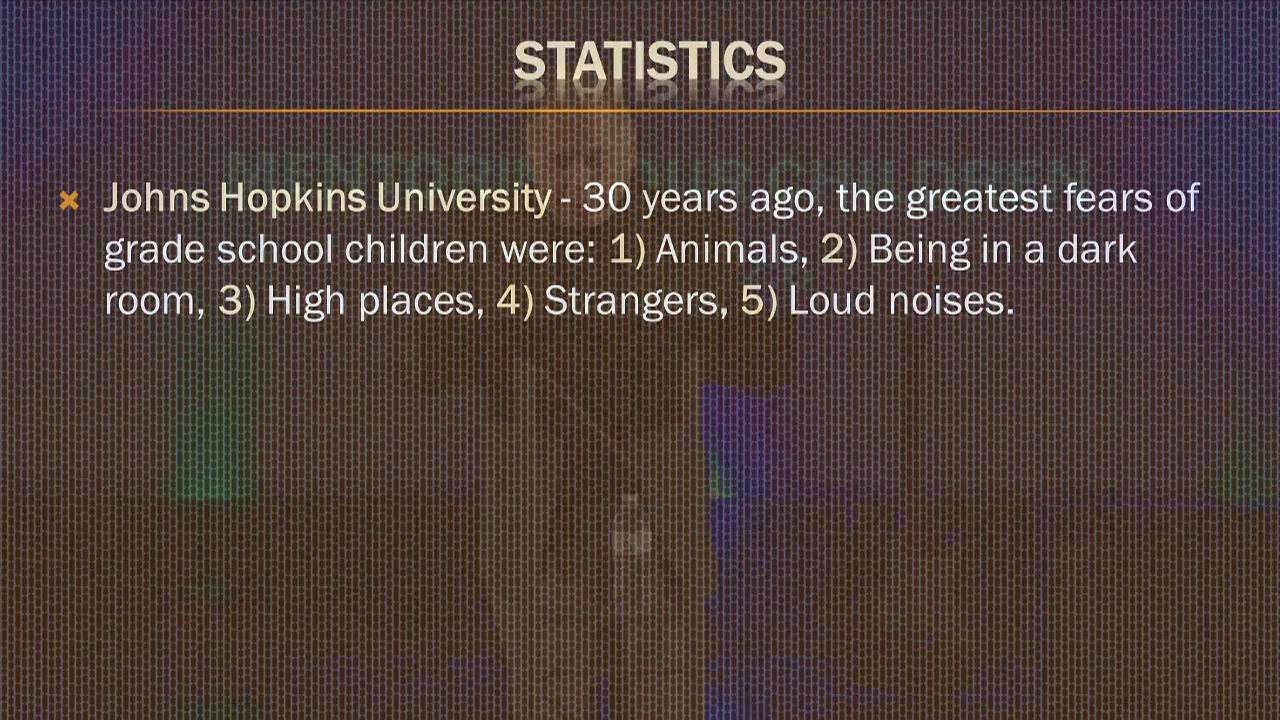 STATISTICS
Johns Hopkins University - 30 years ago, the greatest fears of
grade school children were: 1) Animals, 2) Being in a dark
room, 3) High places, 4) Strangers, 5) Loud noises.